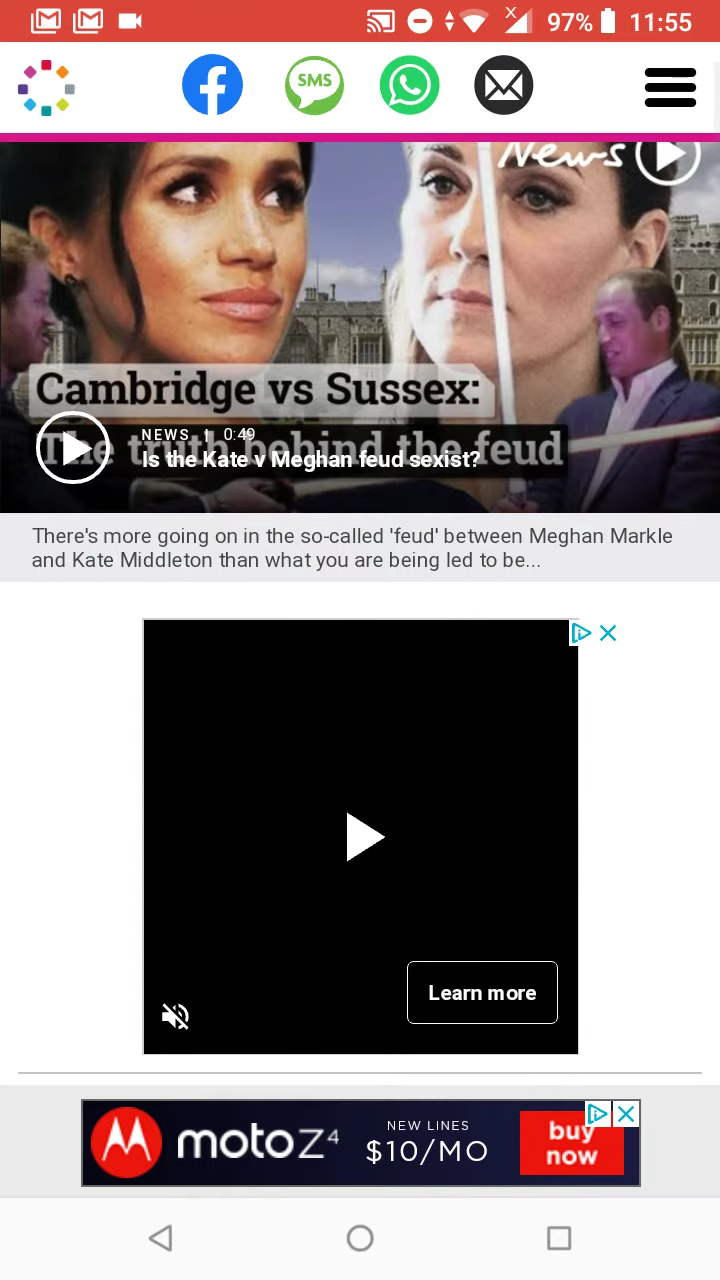 97% 11:55
SMS
News
Cambridge vs Sussex:
The truth behind the feud
NEWS | 0:49
Is the Kate v Meghan feud sexist?
There's more going on in the so-called 'feud' between Meghan Markle
and Kate Middleton than what you are being led to be...
Learn more
moto z4
NEW LINES
$10/MO
buy
now